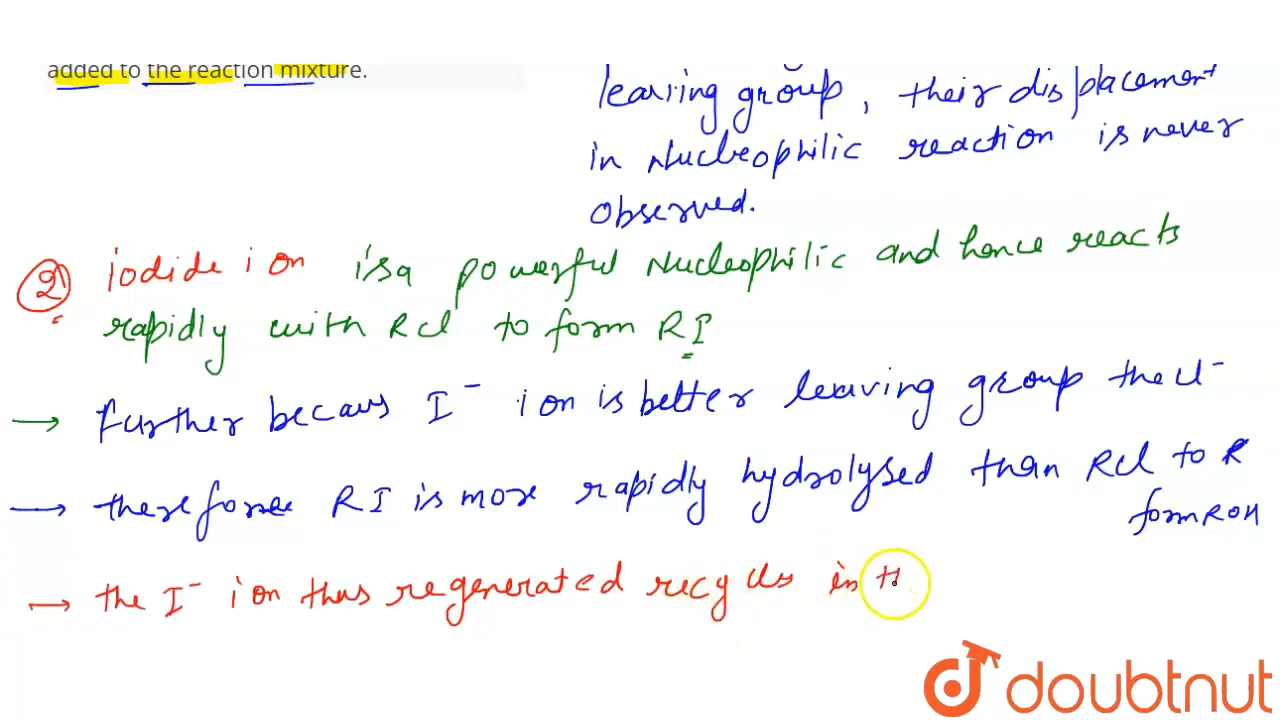 added to the reaction mixture.
leaving group, their displacement
in Nucleophilic reaction is never
observed.
2 iodide ion is a powerful Nucleophilic and hence reacts
rapidly with RCl to form RI
→ further becaus I⁻ ion is better leaving group the Cl⁻
→ therefore RI is more rapidly hydrolysed than RCl to R
form ROH
→ the I⁻ ion thus regenerated recycles in th
doubtnut